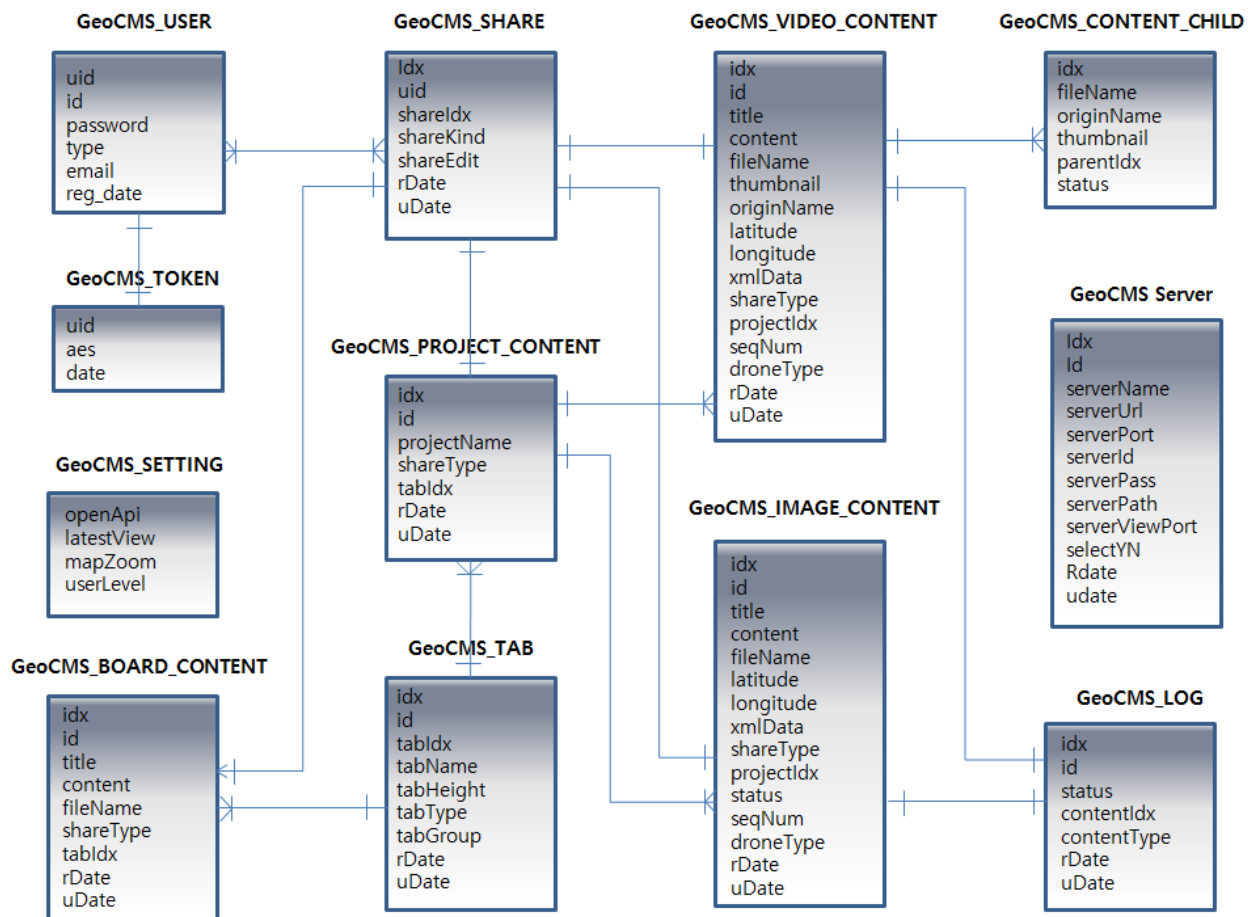 GeoCMS_USER
uid
id
password
type
email
reg_date
GeoCMS_SHARE
Idx
uid
shareIdx
shareKind
shareEdit
rDate
uDate
GeoCMS_VIDEO_CONTENT
idx
id
title
content
fileName
thumbnail
originName
latitude
longitude
xmlData
shareType
projectIdx
seqNum
droneType
rDate
uDate
GeoCMS_CONTENT_CHILD
idx
fileName
originName
thumbnail
parentIdx
status
GeoCMS_TOKEN
uid
aes
date
GeoCMS_PROJECT_CONTENT
idx
id
projectName
shareType
tabIdx
rDate
uDate
GeoCMS Server
Idx
Id
serverName
serverUrl
serverPort
serverId
serverPass
serverPath
serverViewPort
selectYN
Rdate
udate
GeoCMS_SETTING
openApi
latestView
mapZoom
userLevel
GeoCMS_IMAGE_CONTENT
idx
id
title
content
fileName
latitude
longitude
xmlData
shareType
projectIdx
status
seqNum
droneType
rDate
uDate
GeoCMS_BOARD_CONTENT
idx
id
title
content
fileName
shareType
tabIdx
rDate
uDate
GeoCMS_TAB
idx
id
tabIdx
tabName
tabHeight
tabType
tabGroup
rDate
uDate
GeoCMS_LOG
idx
id
status
contentIdx
contentType
rDate
uDate